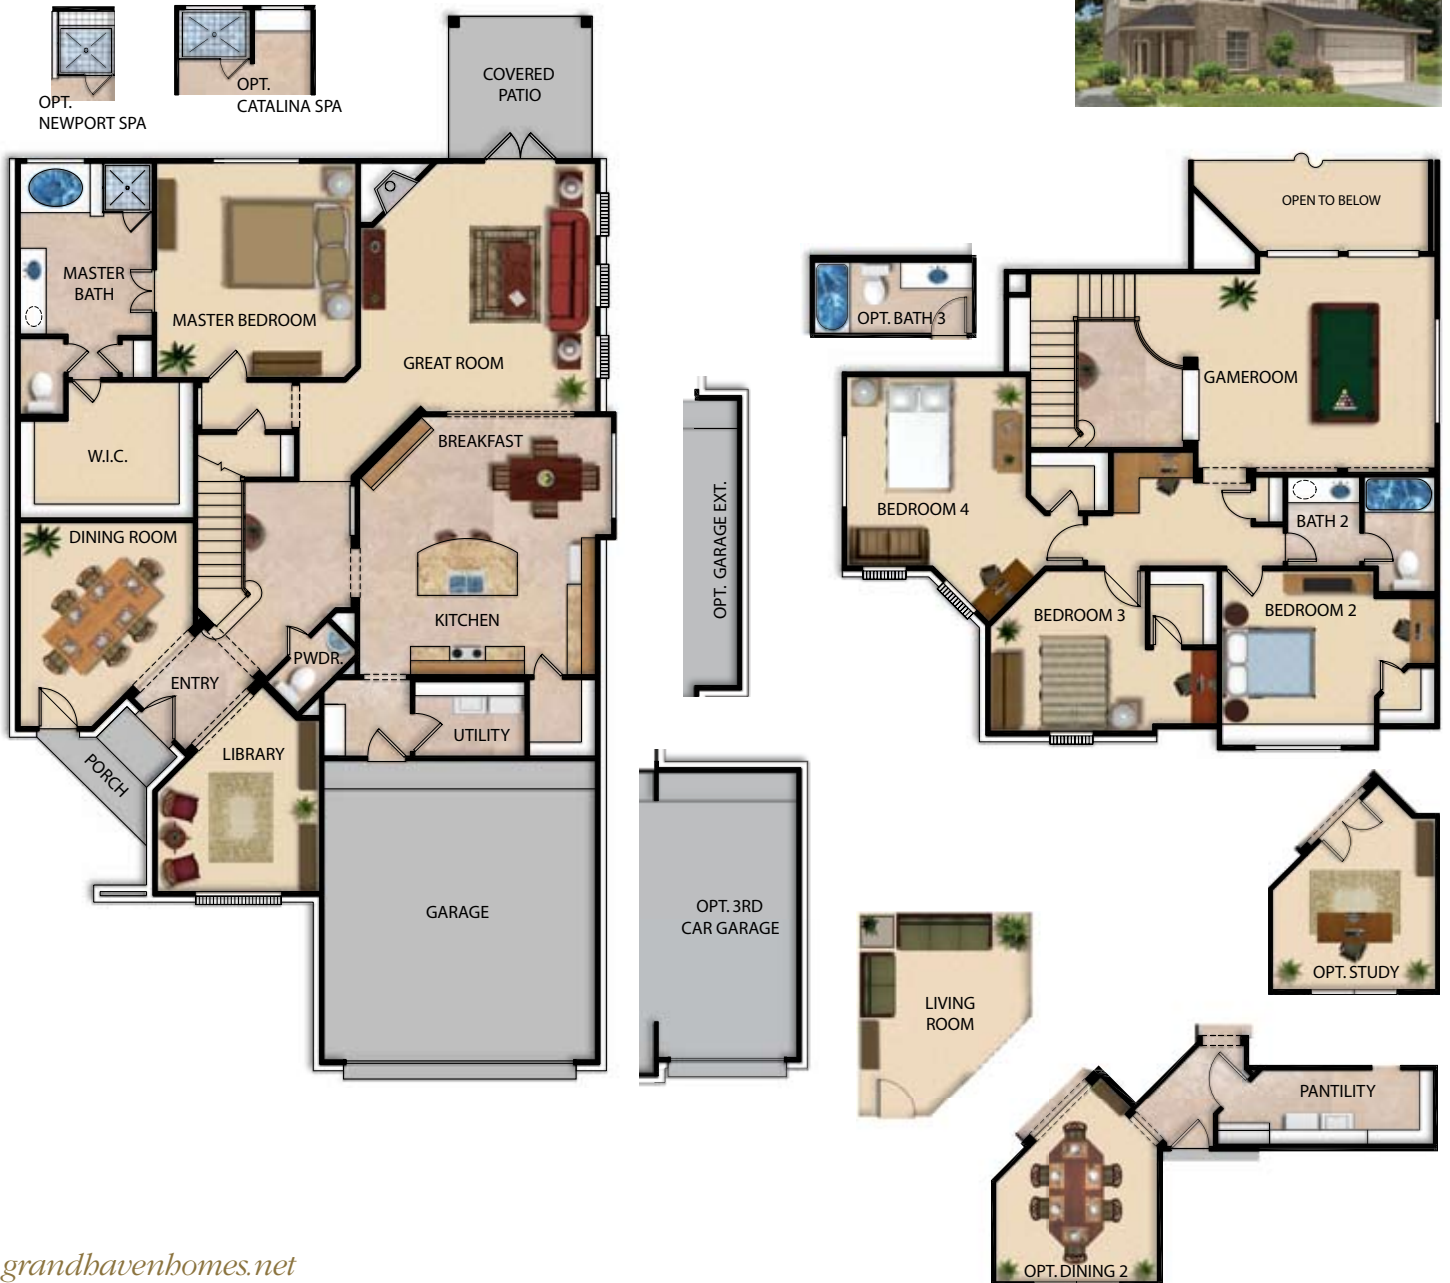 OPT.
NEWPORT SPA
OPT.
CATALINA SPA
COVERED
PATIO
MASTER
BATH
MASTER BEDROOM
GREAT ROOM
W.I.C.
BREAKFAST
DINING ROOM
KITCHEN
PWDR.
ENTRY
UTILITY
LIBRARY
PORCH
GARAGE
OPT. GARAGE EXT.
OPT. 3RD
CAR GARAGE
OPEN TO BELOW
OPT. BATH 3
GAMEROOM
BEDROOM 4
BATH 2
BEDROOM 3
BEDROOM 2
OPT. STUDY
LIVING
ROOM
PANTILITY
OPT. DINING 2
grandhavenhomes.net